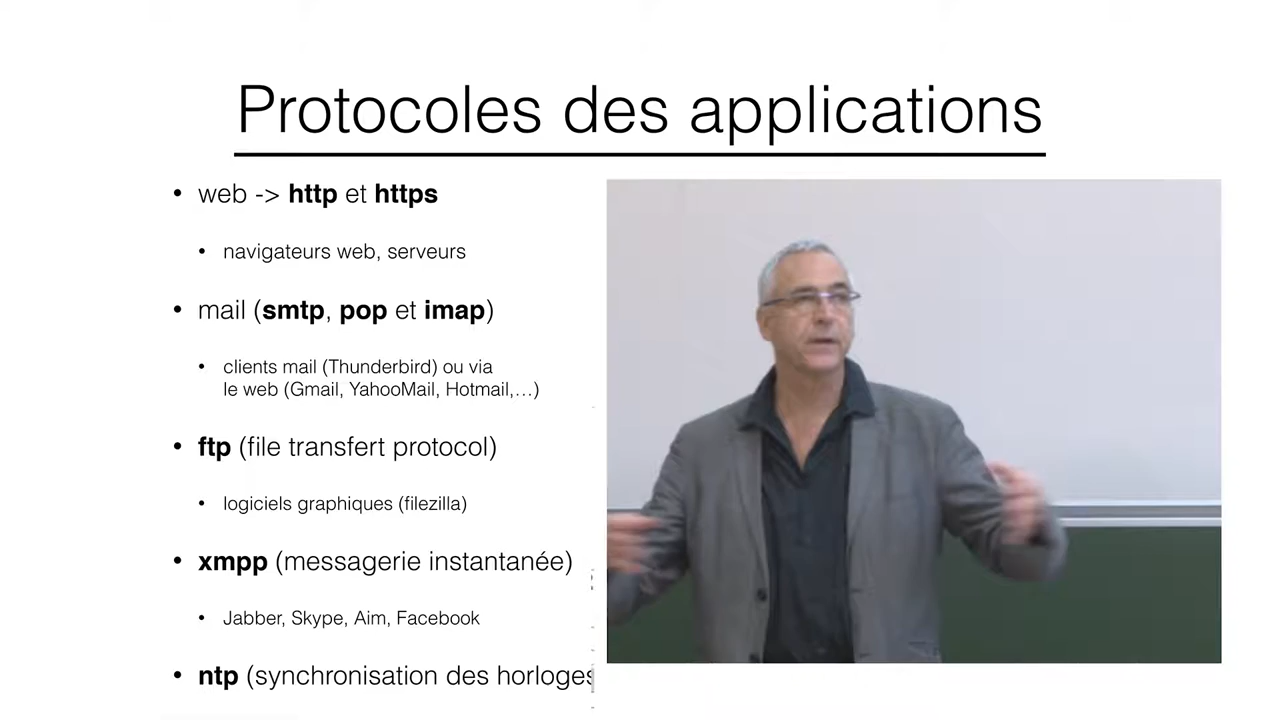 Protocoles des applications
• web -> http et https
• navigateurs web, serveurs
• mail (smtp, pop et imap)
• clients mail (Thunderbird) ou via
le web (Gmail, YahooMail, Hotmail,…)
• ftp (file transfert protocol)
• logiciels graphiques (filezilla)
• xmpp (messagerie instantanée)
• Jabber, Skype, Aim, Facebook
• ntp (synchronisation des horloges